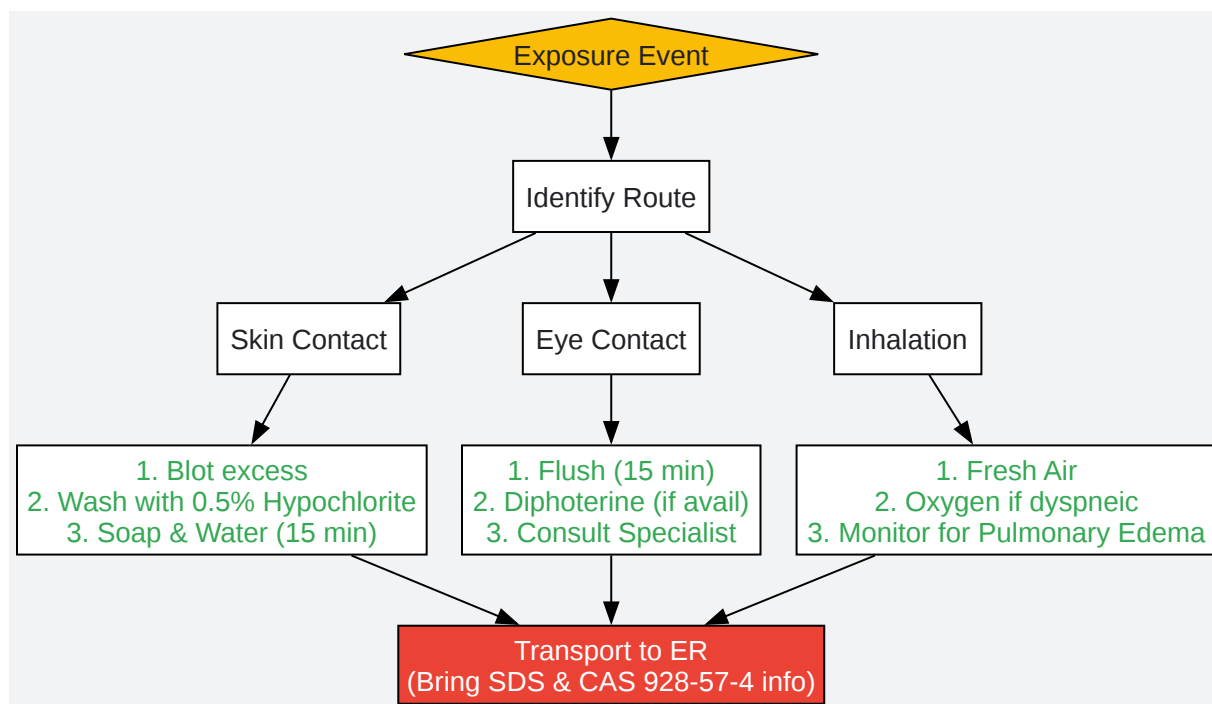 Exposure Event
Identify Route
Skin Contact
Eye Contact
Inhalation
1. Blot excess
2. Wash with 0.5% Hypochlorite
3. Soap & Water (15 min)
1. Flush (15 min)
2. Diphoterine (if avail)
3. Consult Specialist
1. Fresh Air
2. Oxygen if dyspneic
3. Monitor for Pulmonary Edema
Transport to ER
(Bring SDS & CAS 928-57-4 info)